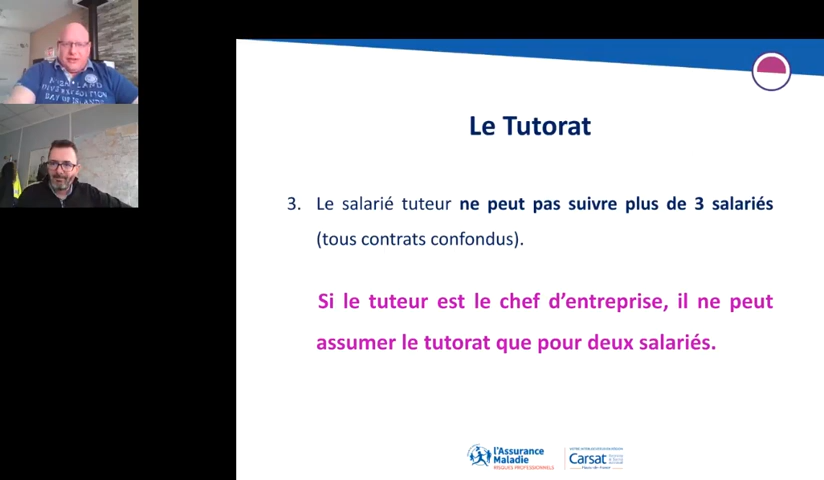 Le Tutorat
3. Le salarié tuteur ne peut pas suivre plus de 3 salariés
(tous contrats confondus).
Si le tuteur est le chef d’entreprise, il ne peut
assumer le tutorat que pour deux salariés.
l’Assurance
Maladie
RISQUES PROFESSIONNELS
Carsat